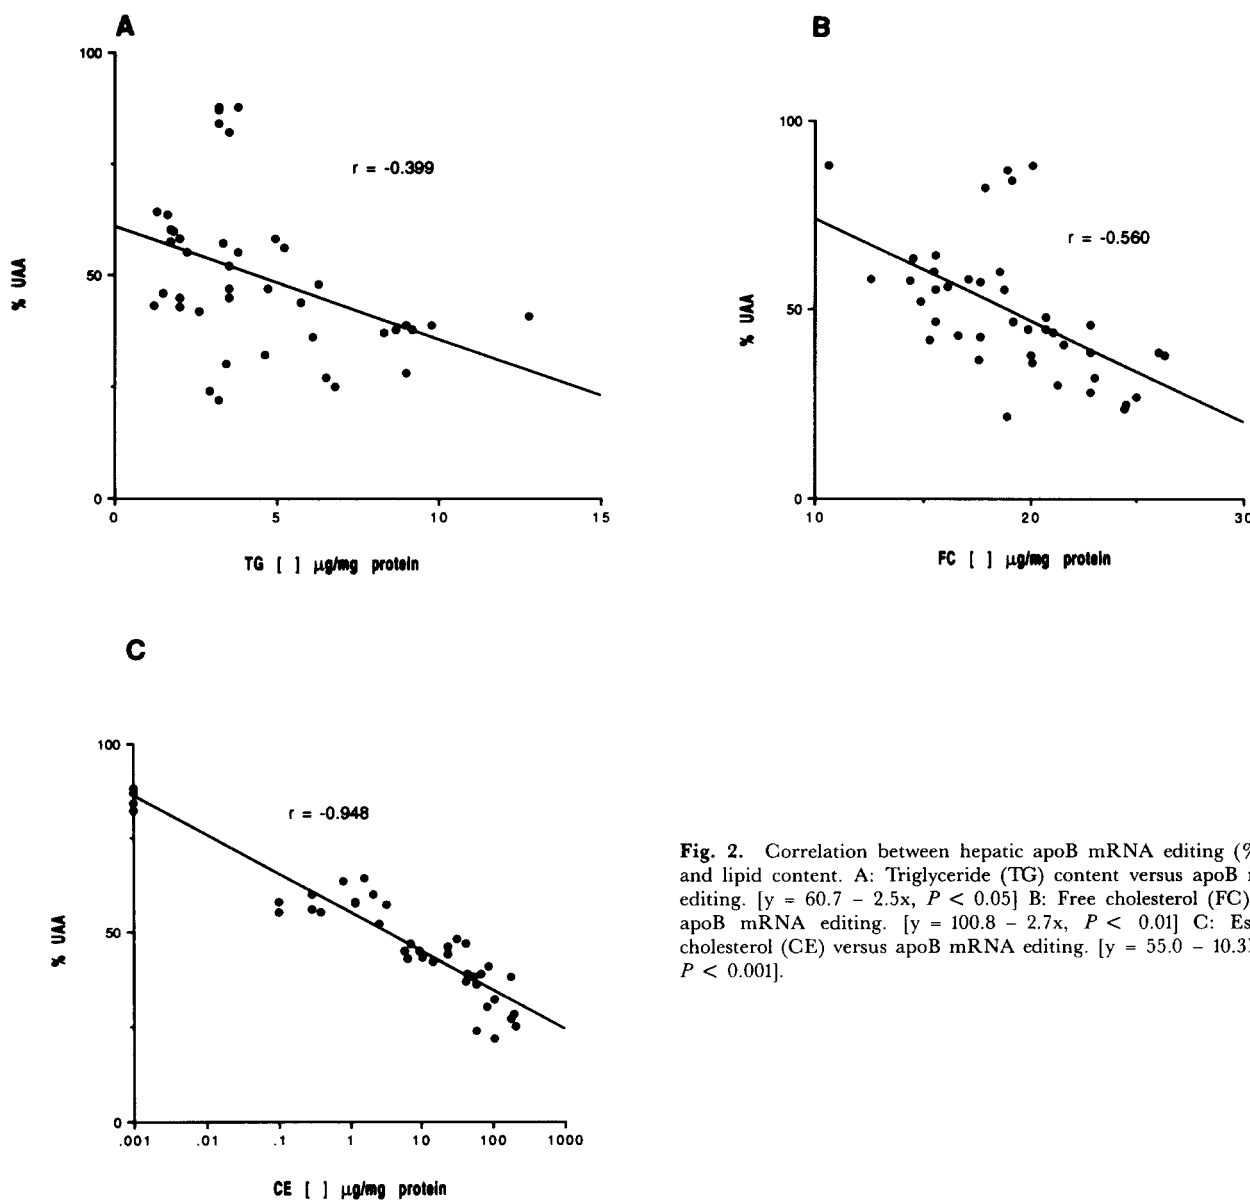 A
100
50
0
% UAA
r = -0.399
0 5 10 15
TG [ ] μg/mg protein
B
100
50
0
% UAA
r = -0.560
10 20 30
FC [ ] μg/mg protein
C
100
50
0
% UAA
r = -0.948
.001 .01 .1 1 10 100 1000
CE [ ] μg/mg protein
Fig. 2. Correlation between hepatic apoB mRNA editing (%
and lipid content. A: Triglyceride (TG) content versus apoB
editing. [y = 60.7 – 2.5x, P < 0.05] B: Free cholesterol (FC)
apoB mRNA editing. [y = 100.8 – 2.7x, P < 0.01] C: Es
cholesterol (CE) versus apoB mRNA editing. [y = 55.0 – 10.3
P < 0.001].